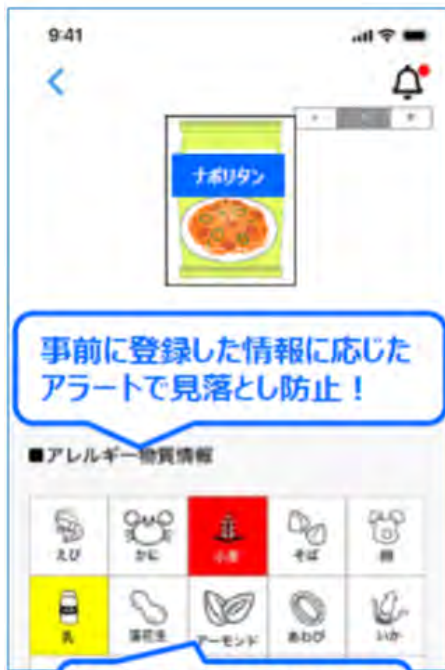 9:41
ナポリタン
事前に登録した情報に応じた
アラートで見落とし防止！
■アレルギー物質情報
えび かに 小麦 そば 卵
乳 落花生 アーモンド あわび いか